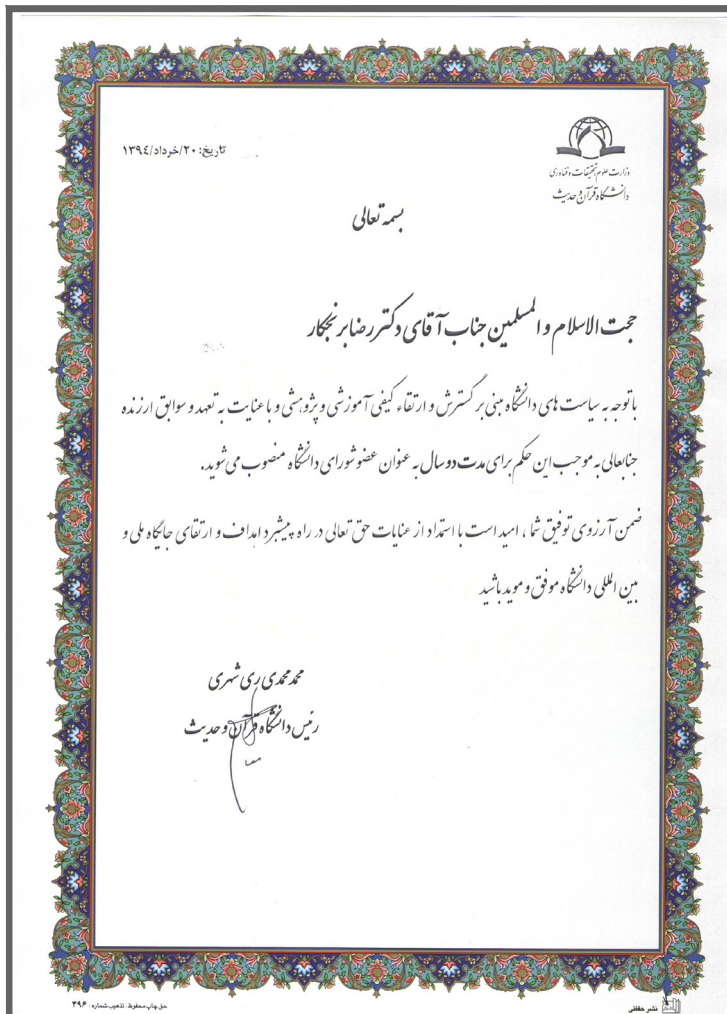 وزارت علوم تحقیقات و فناوری
دانشگاه قرآن و حدیث
تاریخ: ۲۰/خرداد/۱۳۹٤
بسمه تعالی
حجت الاسلام و المسلمین جناب آقای دکتر رضا برنجکار
با توجه به سیاست های دانشگاه مبنی بر گسترش و ارتقاء کیفی آموزشی و پژوهشی و با عنایت به تعهد و سوابق ارزنده
جنابعالی به موجب این حکم برای مدت دو سال به عنوان عضو شورای دانشگاه منصوب می شوید.
ضمن آرزوی توفیق شما، امید است با استمداد از عنایات حق تعالی در راه پیشبرد اهداف و ارتقای جایگاه ملی و
بین المللی دانشگاه موفق و موید باشید
محمد محمدی ری شهری
رئیس دانشگاه قرآن و حدیث
نشر حفظی
حق چاپ محفوظ. تذهیب شماره: ۳۹۶